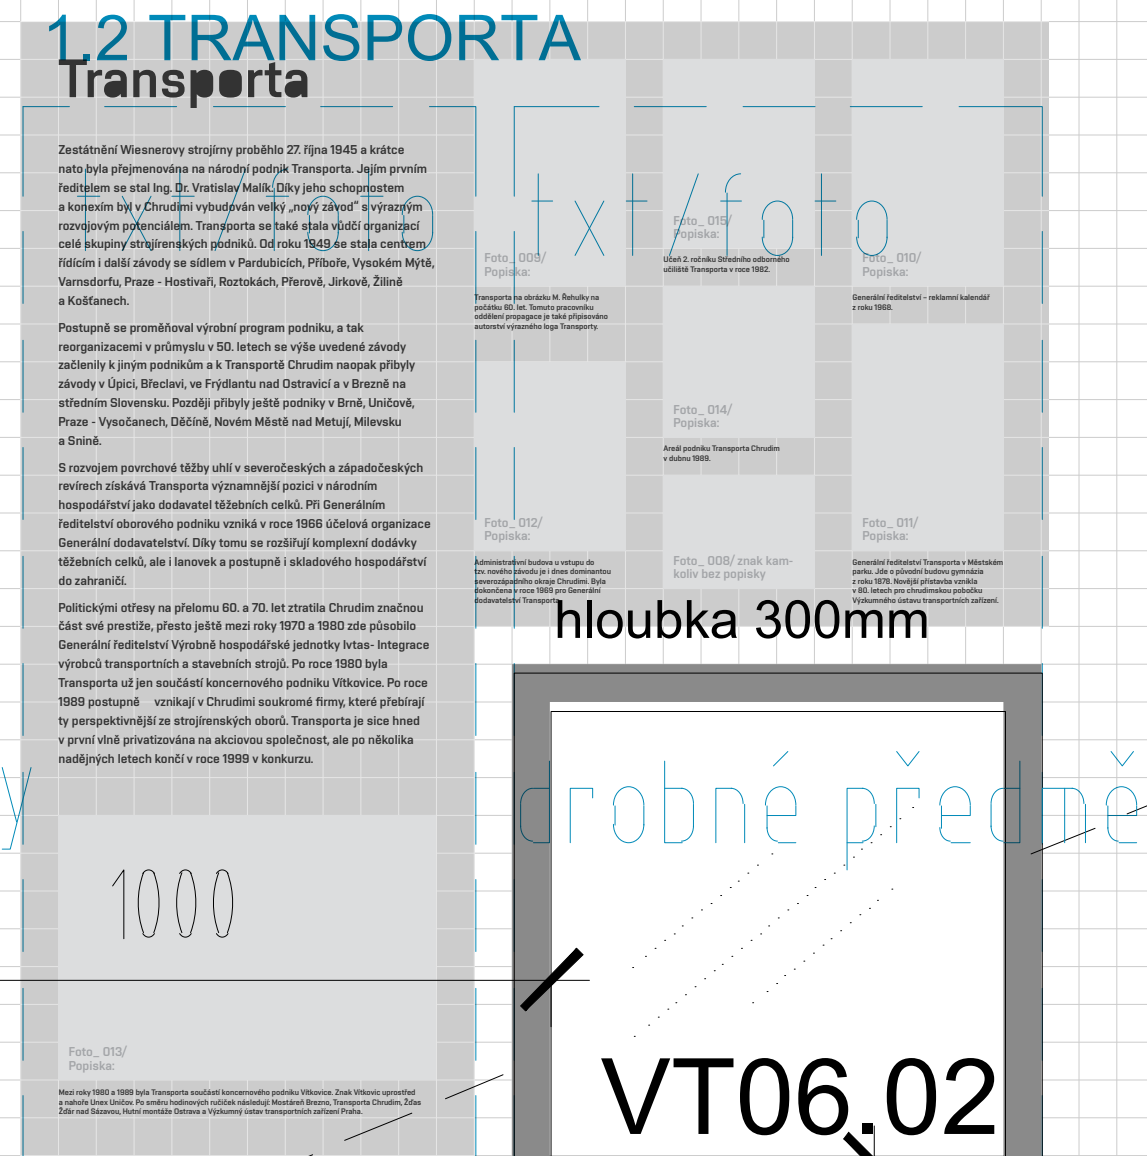 1.2 TRANSPORTA
Transporta
txt/foto
txt/foto
Zestátnění Wiesnerovy strojírny proběhlo 27. října 1945 a krátce
nato byla přejmenována na národní podnik Transporta. Jejím prvním
ředitelem se stal Ing. Dr. Vratislav Malík. Díky jeho schopnostem
a konexím byl v Chrudimi vybudován velký „nový závod“ s výrazným
rozvojovým potenciálem. Transporta se také stala vůdčí organizací
celé skupiny strojírenských podniků. Od roku 1949 se stala centrem
řídícím i další závody se sídlem v Pardubicích, Příboře, Vysokém Mýtě,
Varnsdorfu, Praze - Hostivaři, Roztokách, Přerově, Jirkově, Žilině
a Košťanech.
Postupně se proměňoval výrobní program podniku, a tak
reorganizacemi v průmyslu v 50. letech se výše uvedené závody
začlenily k jiným podnikům a k Transportě Chrudim naopak přibyly
závody v Úpici, Břeclavi, ve Frýdlantu nad Ostravicí a v Brezně na
středním Slovensku. Později přibyly ještě podniky v Brně, Uničově,
Praze - Vysočanech, Děčíně, Novém Městě nad Metují, Milevsku
a Snině.
S rozvojem povrchové těžby uhlí v severočeských a západočeských
revírech získává Transporta významnější pozici v národním
hospodářství jako dodavatel těžebních celků. Při Generálním
ředitelství oborového podniku vzniká v roce 1966 účelová organizace
Generální dodavatelství. Díky tomu se rozšiřují komplexní dodávky
těžebních celků, ale i lanovek a postupně i skladového hospodářství
do zahraničí.
Politickými otřesy na přelomu 60. a 70. let ztratila Chrudim značnou
část své prestiže, přesto ještě mezi roky 1970 a 1980 zde působilo
Generální ředitelství Výrobně hospodářské jednotky Ivtas- Integrace
výrobců transportních a stavebních strojů. Po roce 1980 byla
Transporta už jen součástí koncernového podniku Vítkovice. Po roce
1989 postupně vznikají v Chrudimi soukromé firmy, které přebírají
ty perspektivnější ze strojírenských oborů. Transporta je sice hned
v první vlně privatizována na akciovou společnost, ale po několika
nadějných letech končí v roce 1999 v konkurzu.
y
1000
Foto_ 013/
Popiska:
Mezi roky 1980 a 1989 byla Transporta součástí koncernového podniku Vítkovice. Znak Vítkovic uprostřed
a nahoře Unex Uničov. Po směru hodinových ručiček následují: Mostáreň Brezno, Transporta Chrudim, Žďas
Žďár nad Sázavou, Hutní montáže Ostrava a Výzkumný ústav transportních zařízení Praha.
Foto_ 009/
Popiska:
Transporta na obrázku M. Řehulky na
počátku 60. let. Tomuto pracovníku
oddělení propagace je také připisováno
autorství výrazného loga Transporty.
Foto_ 012/
Popiska:
Administrativní budova u vstupu do
tzv. nového závodu je i dnes dominantou
severozápadního okraje Chrudimi. Byla
dokončena v roce 1969 pro Generální
dodavatelství Transporta.
Foto_ 015/
Popiska:
Učeň 2. ročníku Středního odborného
učiliště Transporta v roce 1982.
Foto_ 014/
Popiska:
Areál podniku Transporta Chrudim
v dubnu 1989.
Foto_ 008/ znak kam-
koliv bez popisky
Foto_ 010/
Popiska:
Generální ředitelství – reklamní kalendář
z roku 1968.
Foto_ 011/
Popiska:
Generální ředitelství Transporta v Městském
parku. Jde o původní budovu gymnázia
z roku 1878. Novější přístavba vznikla
v 80. letech pro chrudimskou pobočku
Výzkumného ústavu transportních zařízení.
hloubka 300mm
drobné předmě
VT06.02